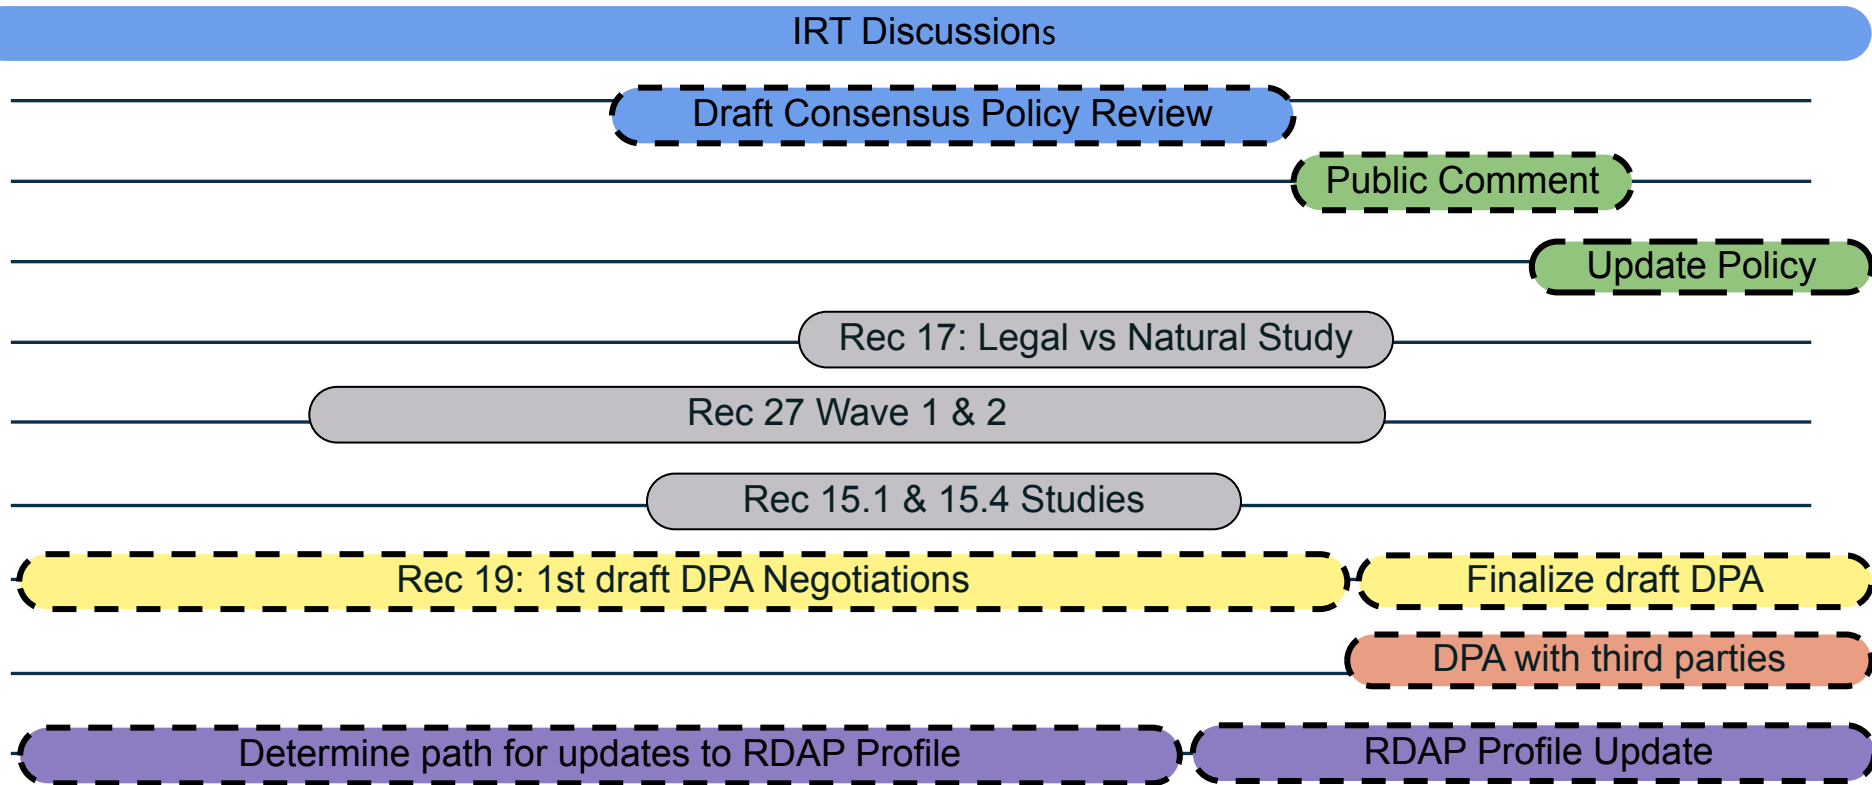 IRT Discussions
Draft Consensus Policy Review
Public Comment
Update Policy
Rec 17: Legal vs Natural Study
Rec 27 Wave 1 & 2
Rec 15.1 & 15.4 Studies
Rec 19: 1st draft DPA Negotiations
Finalize draft DPA
DPA with third parties
Determine path for updates to RDAP Profile
RDAP Profile Update